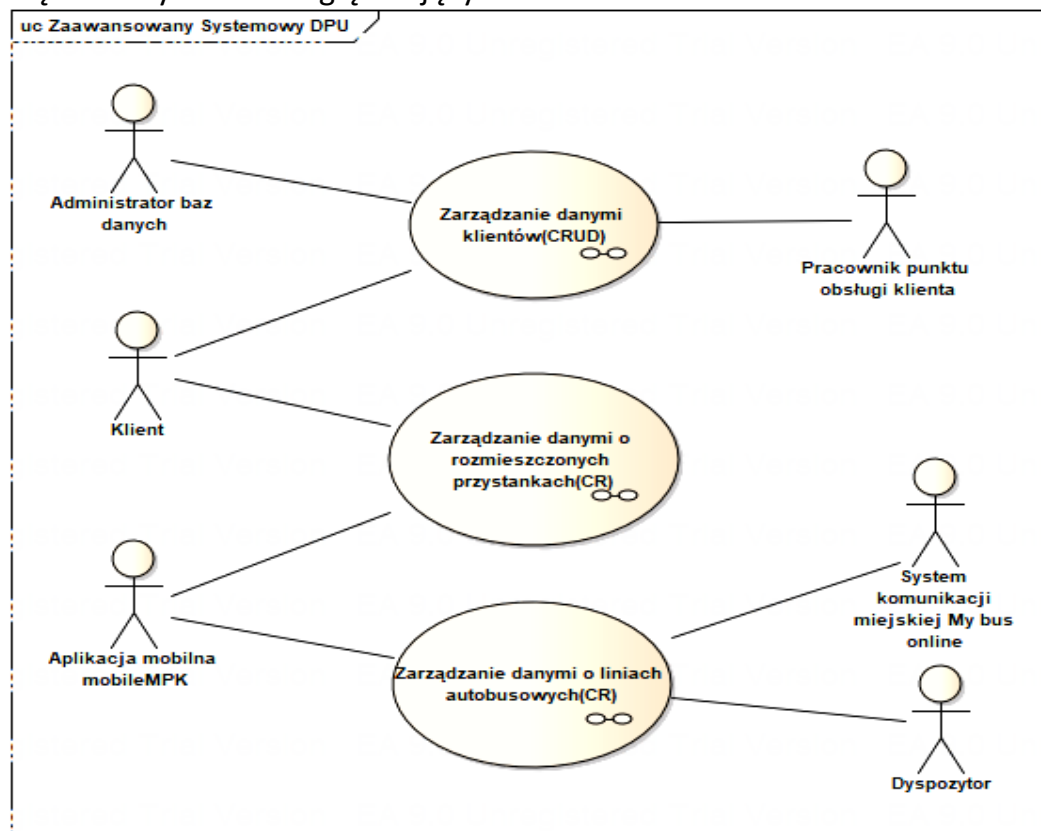 uc Zaawansowany Systemowy DPU
Administrator baz
danych
Zarządzanie danymi
klientów(CRUD)
Pracownik punktu
obsługi klienta
Klient
Zarządzanie danymi o
rozmieszczonych
przystankach(CR)
System
komunikacji
miejskiej My bus
online
Aplikacja mobilna
mobileMPK
Zarządzanie danymi o liniach
autobusowych(CR)
Dyspozytor